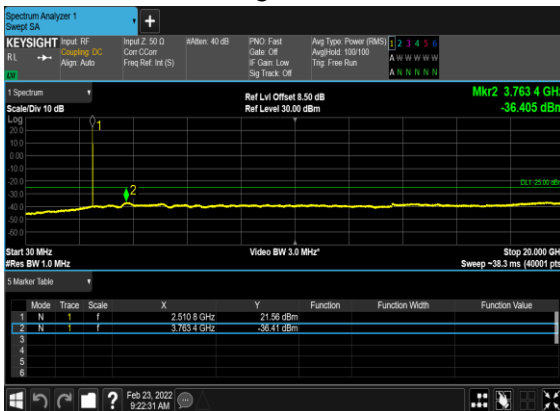 Spectrum Analyzer 1
Swept SA
KEYSIGHT Input: RF Input Z: 50 Ω #Atten: 40 dB PNO: Fast Avg Type: Power (RMS) 1 2 3 4 5 6
RL Coupling: DC Corr CCorr Gate: Off Avg|Hold: 100/100 A W W W W W
Align: Auto Freq Ref: Int (S) IF Gain: Low Trig: Free Run
Sig Track: Off A N N N N N
1 Spectrum Ref Lvl Offset 8.50 dB Mkr2 3.763 4 GHz
Scale/Div 10 dB Ref Level 30.00 dBm -36.405 dBm
Log
20.0
10.0
0.00
-10.0
-20.0
-30.0
-40.0
-50.0
-60.0
1
2
Start 30 MHz Video BW 3.0 MHz* Stop 20.000 GH
#Res BW 1.0 MHz Sweep ~38.3 ms (40001 pts
5 Marker Table
Mode Trace Scale X Y Function Function Width Function Value
1 N 1 f 2.510 8 GHz 21.56 dBm
2 N 1 f 3.763 4 GHz -36.41 dBm
3
4
5
6
Feb 23, 2022
9:22:31 AM